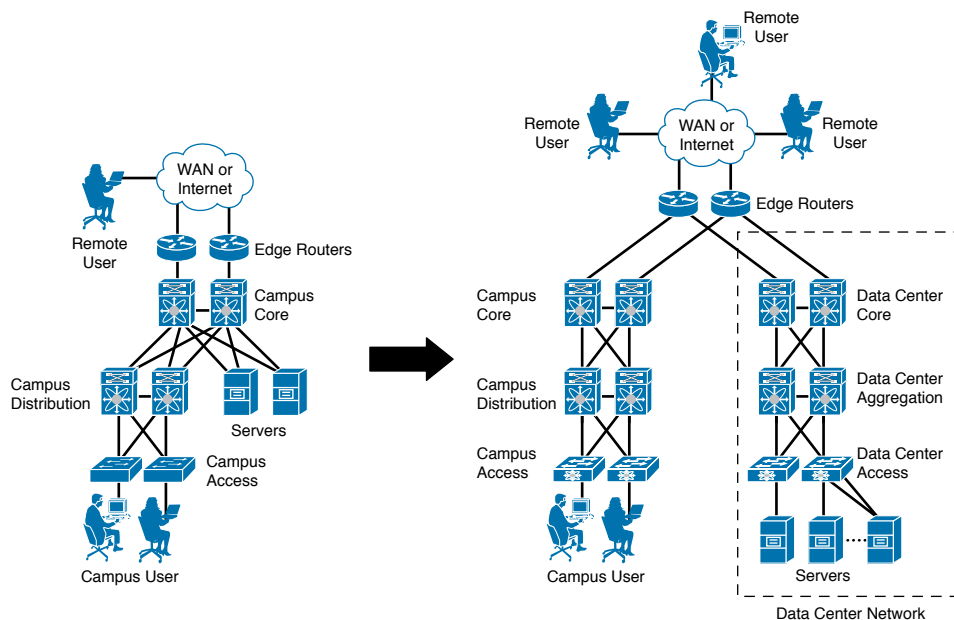 WAN or
Internet
Remote
User
Edge Routers
Campus
Core
Campus
Distribution
Servers
Campus
Access
Campus User
Remote
User
Remote
User
WAN or
Internet
Remote
User
Edge Routers
Campus
Core
Data Center
Core
Campus
Distribution
Data Center
Aggregation
Campus
Access
Data Center
Access
Campus User
Servers
Data Center Network